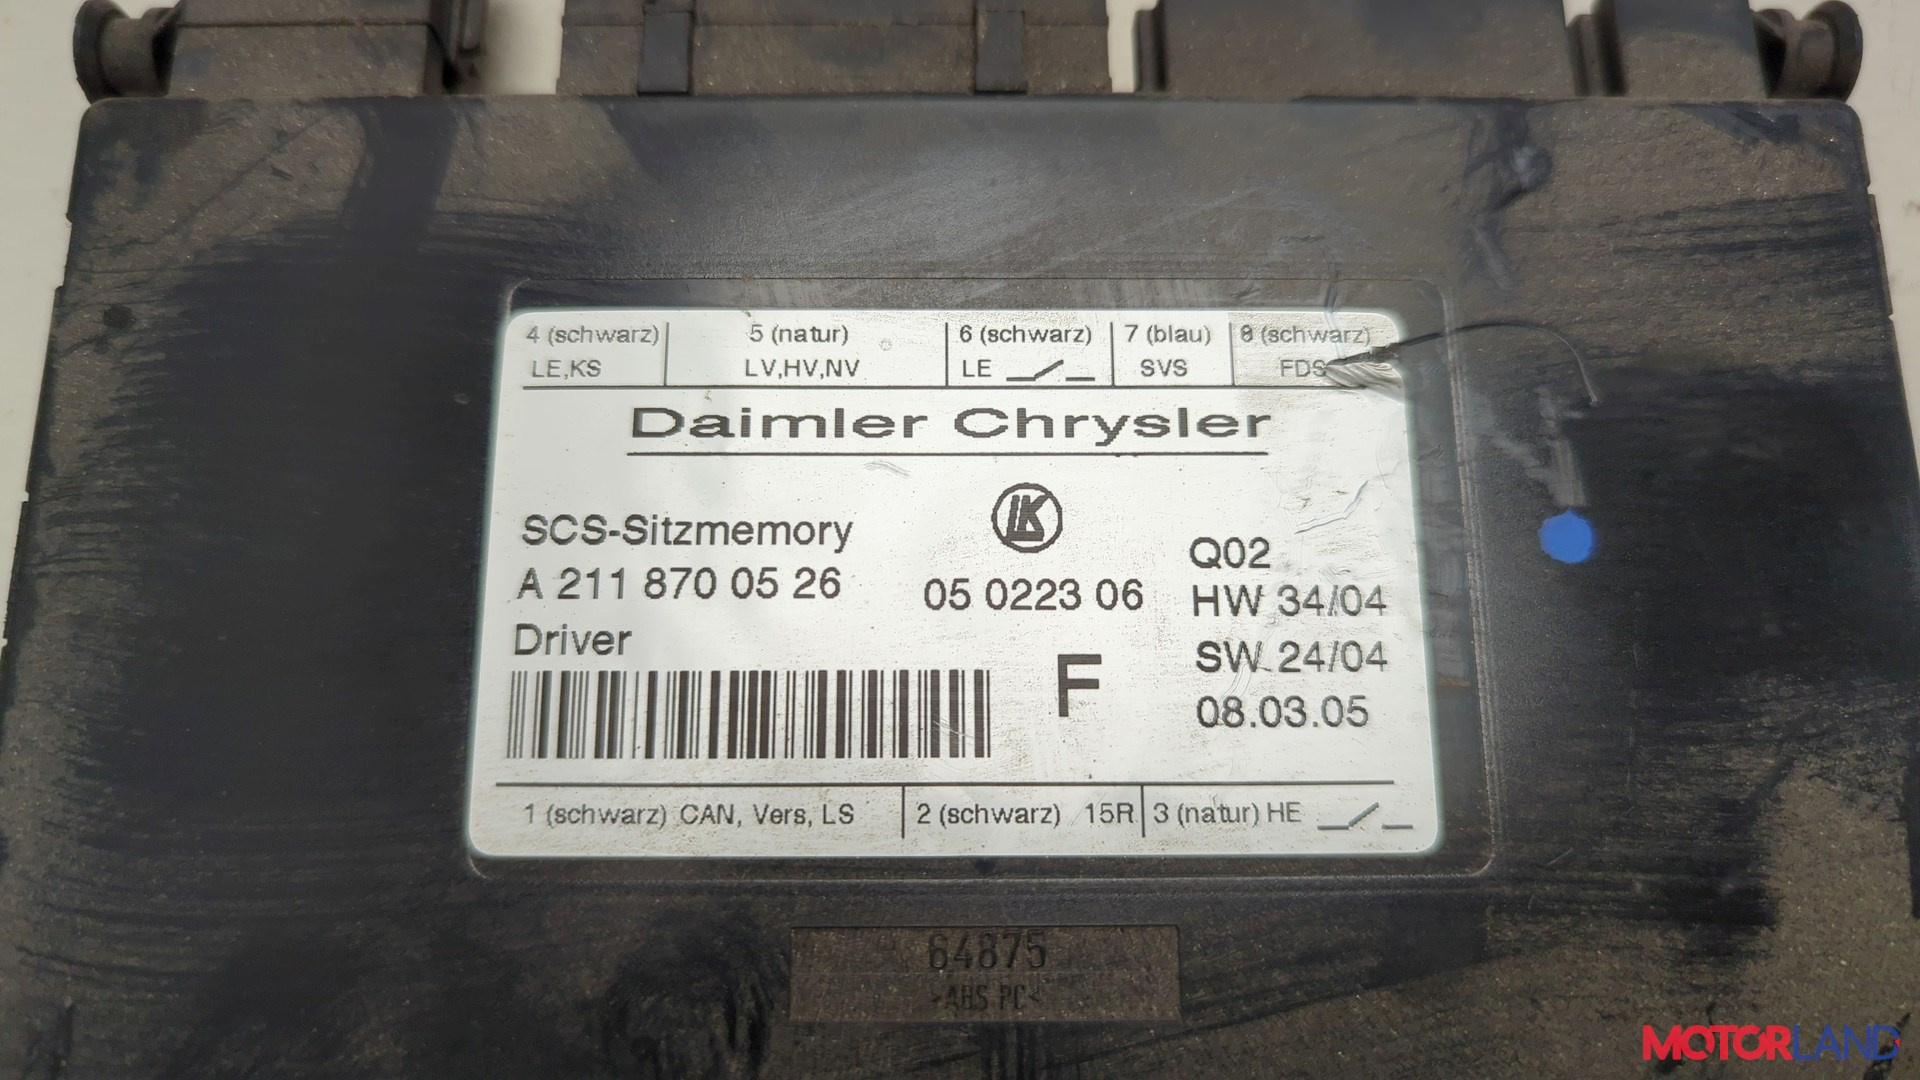 4 (schwarz) 5 (natur) 6 (schwarz) 7 (blau) 8 (schwarz)
LE,KS LV,HV,NV LE SVS FDS
Daimler Chrysler
LK
SCS-Sitzmemory
A 211 870 05 26 05 0223 06
Driver
F
Q02
HW 34/04
SW 24/04
08.03.05
1 (schwarz) CAN, Vers, LS 2 (schwarz) 15R 3 (natur) HE
64875
>ABS PC<
MOTORLAND